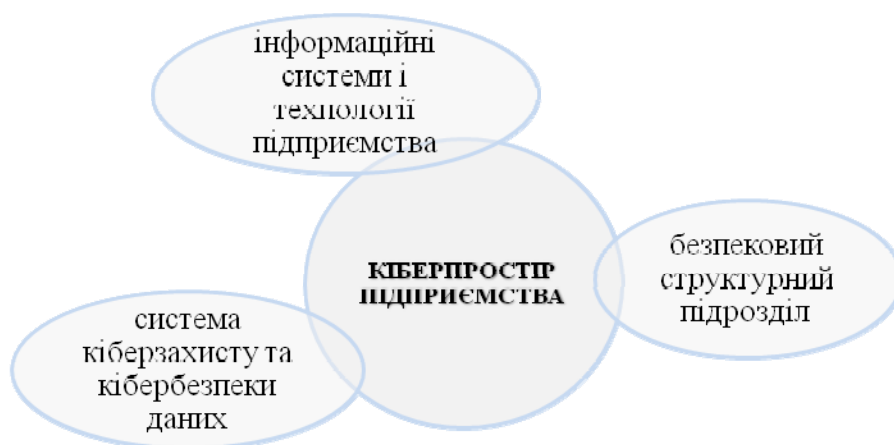 інформаційні
системи і
технології
підприємства
КІБЕРПРОСТІР
ПІДПРИЄМСТВА
безпековий
структурний
підрозділ
система
кіберзахисту та
кібербезпеки
даних